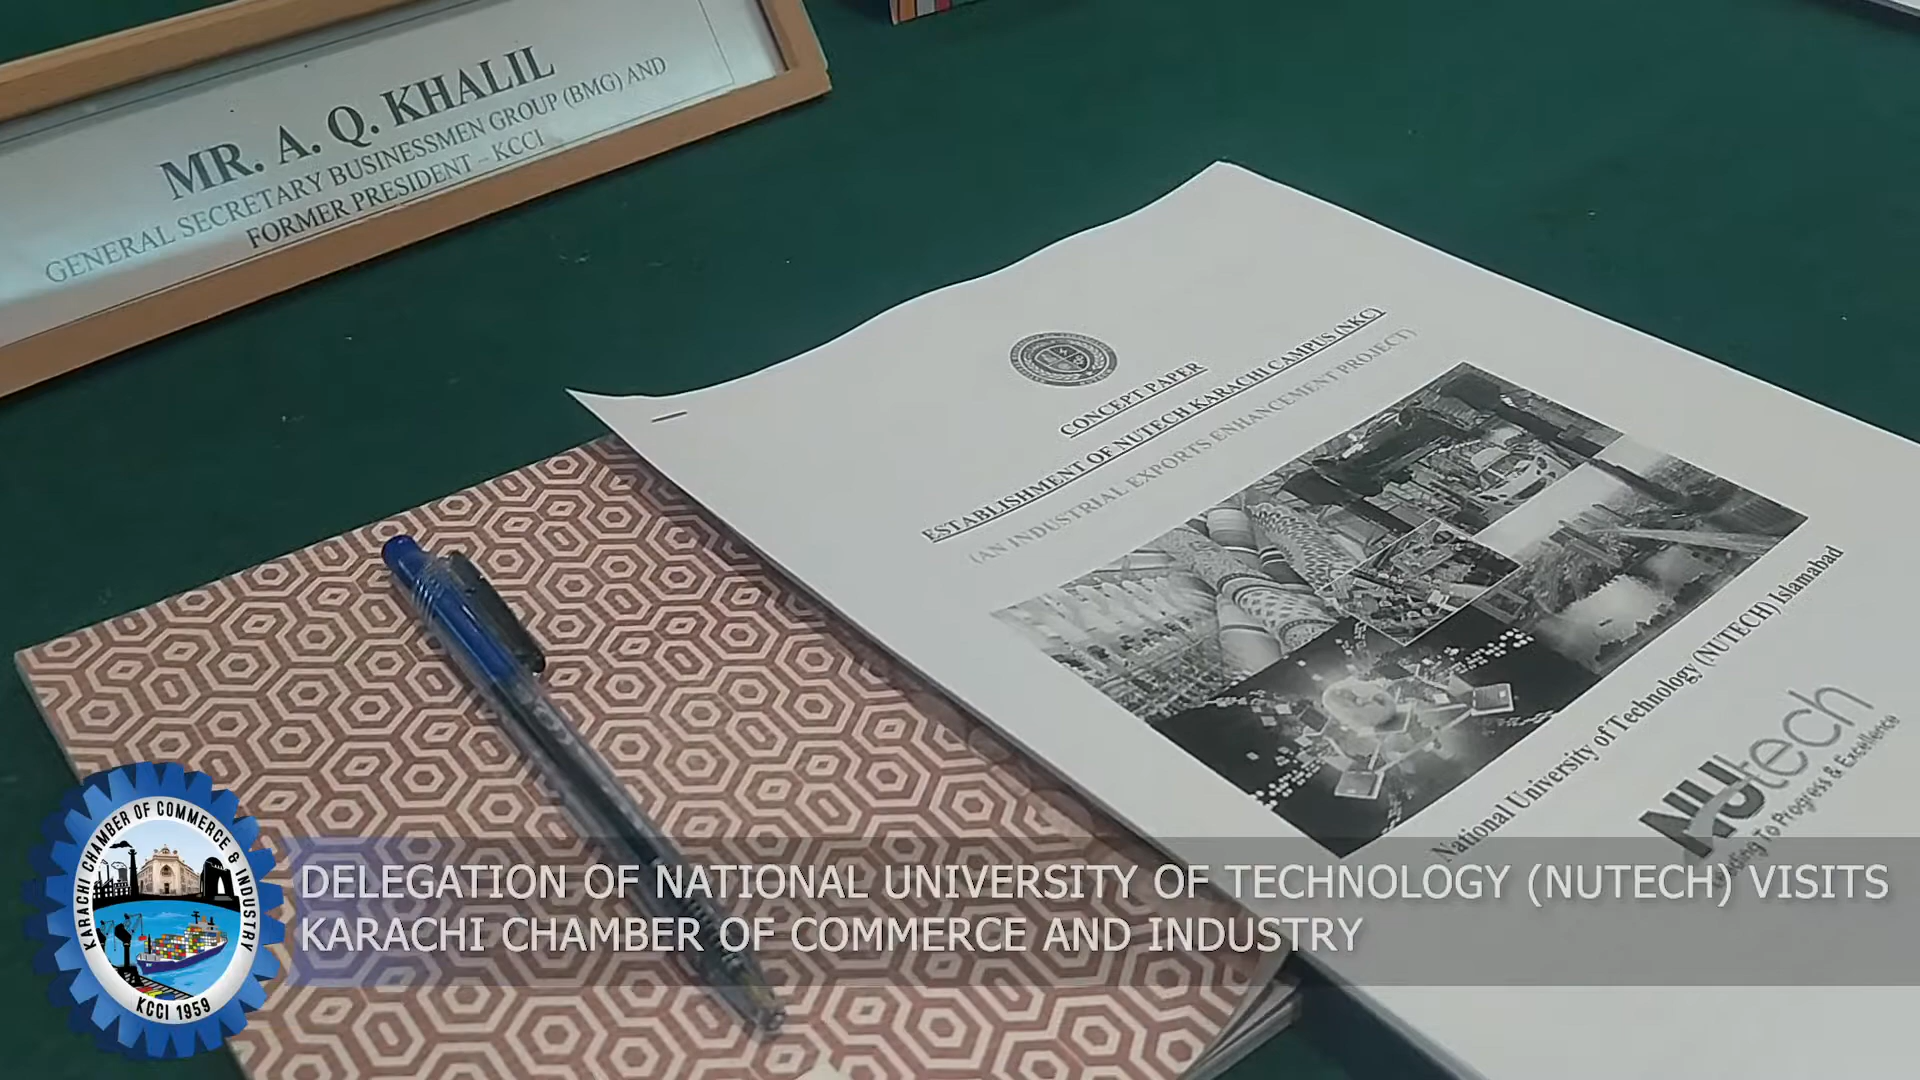 MR. A. Q. KHALIL
GENERAL SECRETARY BUSINESSMEN GROUP (BMG) AND
FORMER PRESIDENT – KCCI
CONCEPT PAPER
ESTABLISHMENT OF NUTECH KARACHI CAMPUS (NKC)
(AN INDUSTRIAL EXPORTS ENHANCEMENT PROJECT)
National University of Technology (NUTECH) Islamabad
NUtech
To Progress & Excellence
KARACHI CHAMBER OF COMMERCE & INDUSTRY
KCCI 1959
DELEGATION OF NATIONAL UNIVERSITY OF TECHNOLOGY (NUTECH) VISITS
KARACHI CHAMBER OF COMMERCE AND INDUSTRY